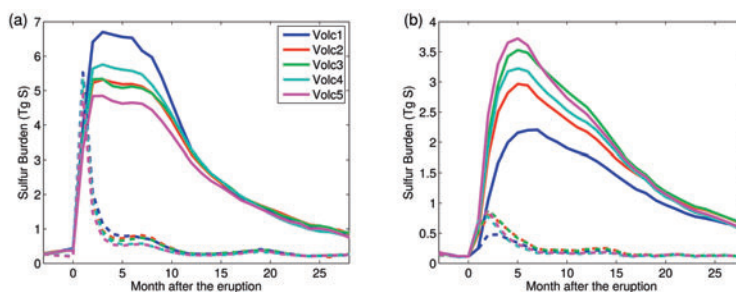 (a)
7
6
5
4
3
2
1
0
Sulfur Burden (Tg S)
Volc1
Volc2
Volc3
Volc4
Volc5
0 5 10 15 20 25
Month after the eruption
(b)
4
3.5
3
2.5
2
1.5
1
0.5
0
Sulfur Burden (Tg S)
0 5 10 15 20 25
Month after the eruption